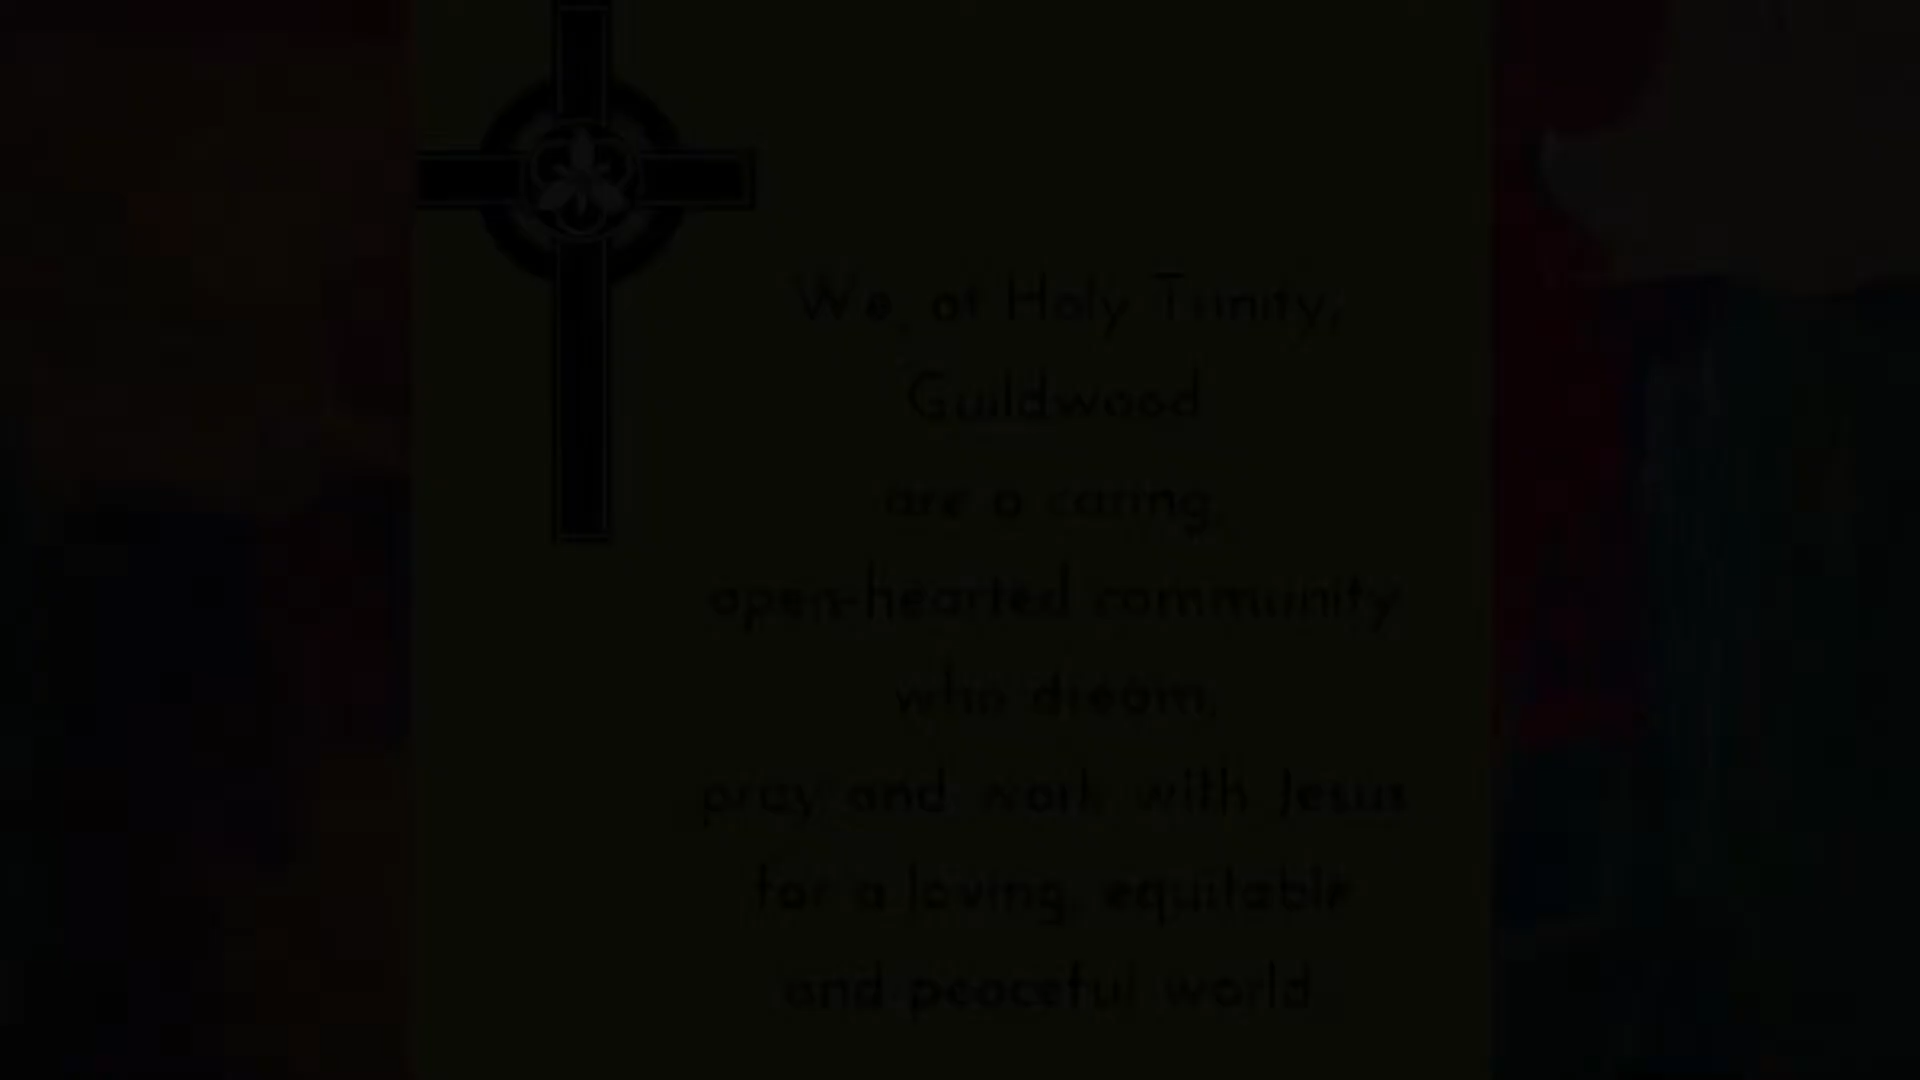 We, of Holy Trinity,
Guildwood
are a caring,
open-hearted community
who dream,
pray and work with Jesus
for a loving, equitable
and peaceful world